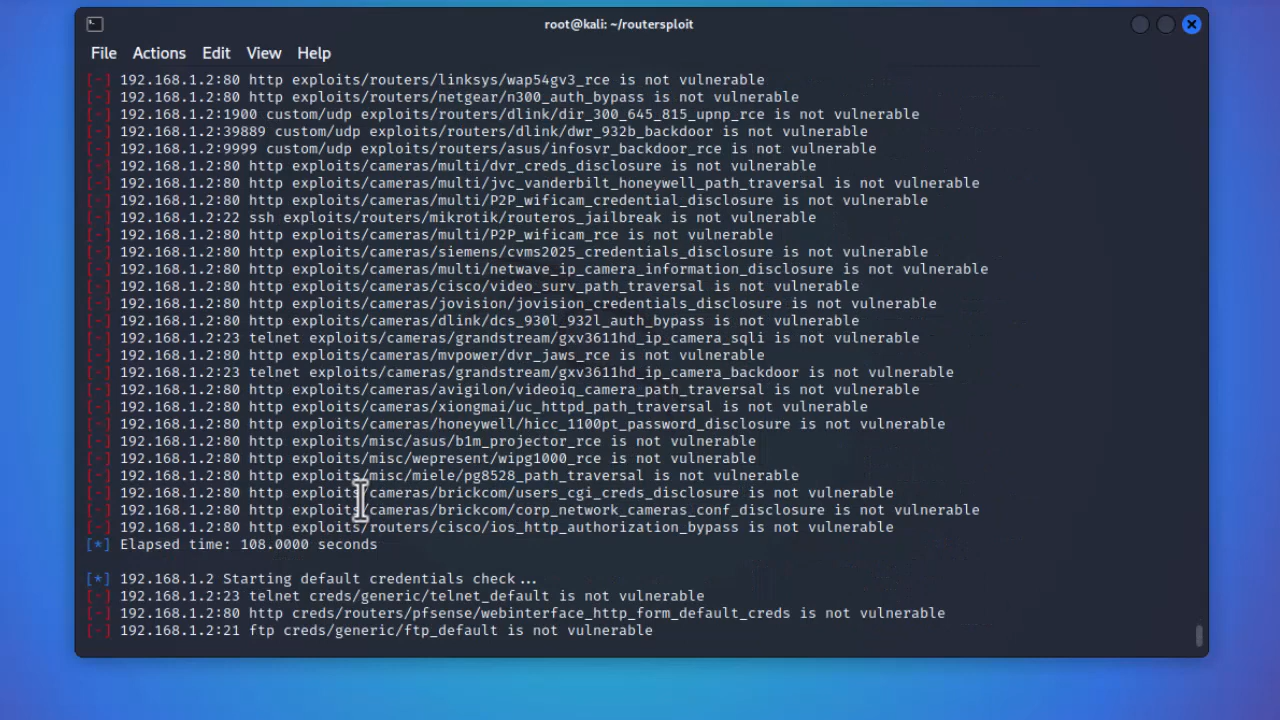 root@kali: ~/routersploit
File Actions Edit View Help
[-] 192.168.1.2:80 http exploits/routers/linksys/wap54gv3_rce is not vulnerable
[-] 192.168.1.2:80 http exploits/routers/netgear/n300_auth_bypass is not vulnerable
[-] 192.168.1.2:1900 custom/udp exploits/routers/dlink/dir_300_645_815_upnp_rce is not vulnerable
[-] 192.168.1.2:39889 custom/udp exploits/routers/dlink/dwr_932b_backdoor is not vulnerable
[-] 192.168.1.2:9999 custom/udp exploits/routers/asus/infosvr_backdoor_rce is not vulnerable
[-] 192.168.1.2:80 http exploits/cameras/multi/dvr_creds_disclosure is not vulnerable
[-] 192.168.1.2:80 http exploits/cameras/multi/jvc_vanderbilt_honeywell_path_traversal is not vulnerable
[-] 192.168.1.2:80 http exploits/cameras/multi/P2P_wificam_credential_disclosure is not vulnerable
[-] 192.168.1.2:22 ssh exploits/routers/mikrotik/routeros_jailbreak is not vulnerable
[-] 192.168.1.2:80 http exploits/cameras/multi/P2P_wificam_rce is not vulnerable
[-] 192.168.1.2:80 http exploits/cameras/siemens/cvms2025_credentials_disclosure is not vulnerable
[-] 192.168.1.2:80 http exploits/cameras/multi/netwave_ip_camera_information_disclosure is not vulnerable
[-] 192.168.1.2:80 http exploits/cameras/cisco/video_surv_path_traversal is not vulnerable
[-] 192.168.1.2:80 http exploits/cameras/jovision/jovision_credentials_disclosure is not vulnerable
[-] 192.168.1.2:80 http exploits/cameras/dlink/dcs_930l_932l_auth_bypass is not vulnerable
[-] 192.168.1.2:23 telnet exploits/cameras/grandstream/gxv3611hd_ip_camera_sqli is not vulnerable
[-] 192.168.1.2:80 http exploits/cameras/mvpower/dvr_jaws_rce is not vulnerable
[-] 192.168.1.2:23 telnet exploits/cameras/grandstream/gxv3611hd_ip_camera_backdoor is not vulnerable
[-] 192.168.1.2:80 http exploits/cameras/avigilon/videoiq_camera_path_traversal is not vulnerable
[-] 192.168.1.2:80 http exploits/cameras/xiongmai/uc_httpd_path_traversal is not vulnerable
[-] 192.168.1.2:80 http exploits/cameras/honeywell/hicc_1100pt_password_disclosure is not vulnerable
[-] 192.168.1.2:80 http exploits/misc/asus/b1m_projector_rce is not vulnerable
[-] 192.168.1.2:80 http exploits/misc/wepresent/wipg1000_rce is not vulnerable
[-] 192.168.1.2:80 http exploits/misc/miele/pg8528_path_traversal is not vulnerable
[-] 192.168.1.2:80 http exploits/cameras/brickcom/users_cgi_creds_disclosure is not vulnerable
[-] 192.168.1.2:80 http exploits/cameras/brickcom/corp_network_cameras_conf_disclosure is not vulnerable
[-] 192.168.1.2:80 http exploits/routers/cisco/ios_http_authorization_bypass is not vulnerable
[*] Elapsed time: 108.0000 seconds
[*] 192.168.1.2 Starting default credentials check...
[-] 192.168.1.2:23 telnet creds/generic/telnet_default is not vulnerable
[-] 192.168.1.2:80 http creds/routers/pfsense/webinterface_http_form_default_creds is not vulnerable
[-] 192.168.1.2:21 ftp creds/generic/ftp_default is not vulnerable